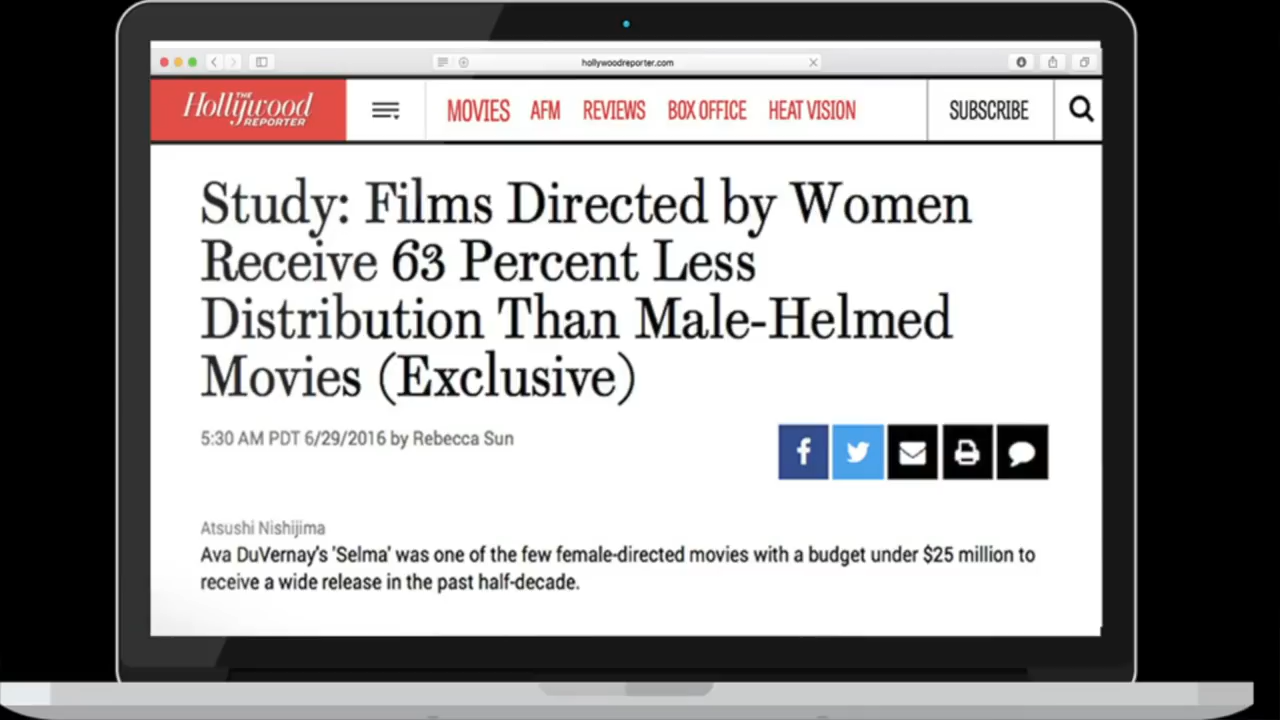 hollywoodreporter.com
THE
Hollywood
REPORTER
MOVIES AFM REVIEWS BOX OFFICE HEAT VISION SUBSCRIBE
Study: Films Directed by Women
Receive 63 Percent Less
Distribution Than Male-Helmed
Movies (Exclusive)
5:30 AM PDT 6/29/2016 by Rebecca Sun
Atsushi Nishijima
Ava DuVernay's 'Selma' was one of the few female-directed movies with a budget under $25 million to
receive a wide release in the past half-decade.